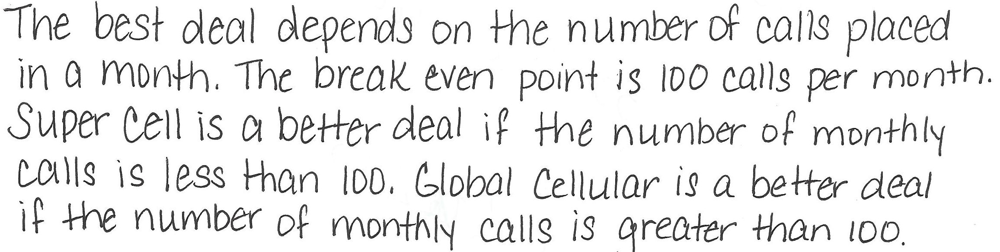 The best deal depends on the number of calls placed
in a month. The break even point is 100 calls per month.
Super Cell is a better deal if the number of monthly
calls is less than 100. Global Cellular is a better deal
if the number of monthly calls is greater than 100.